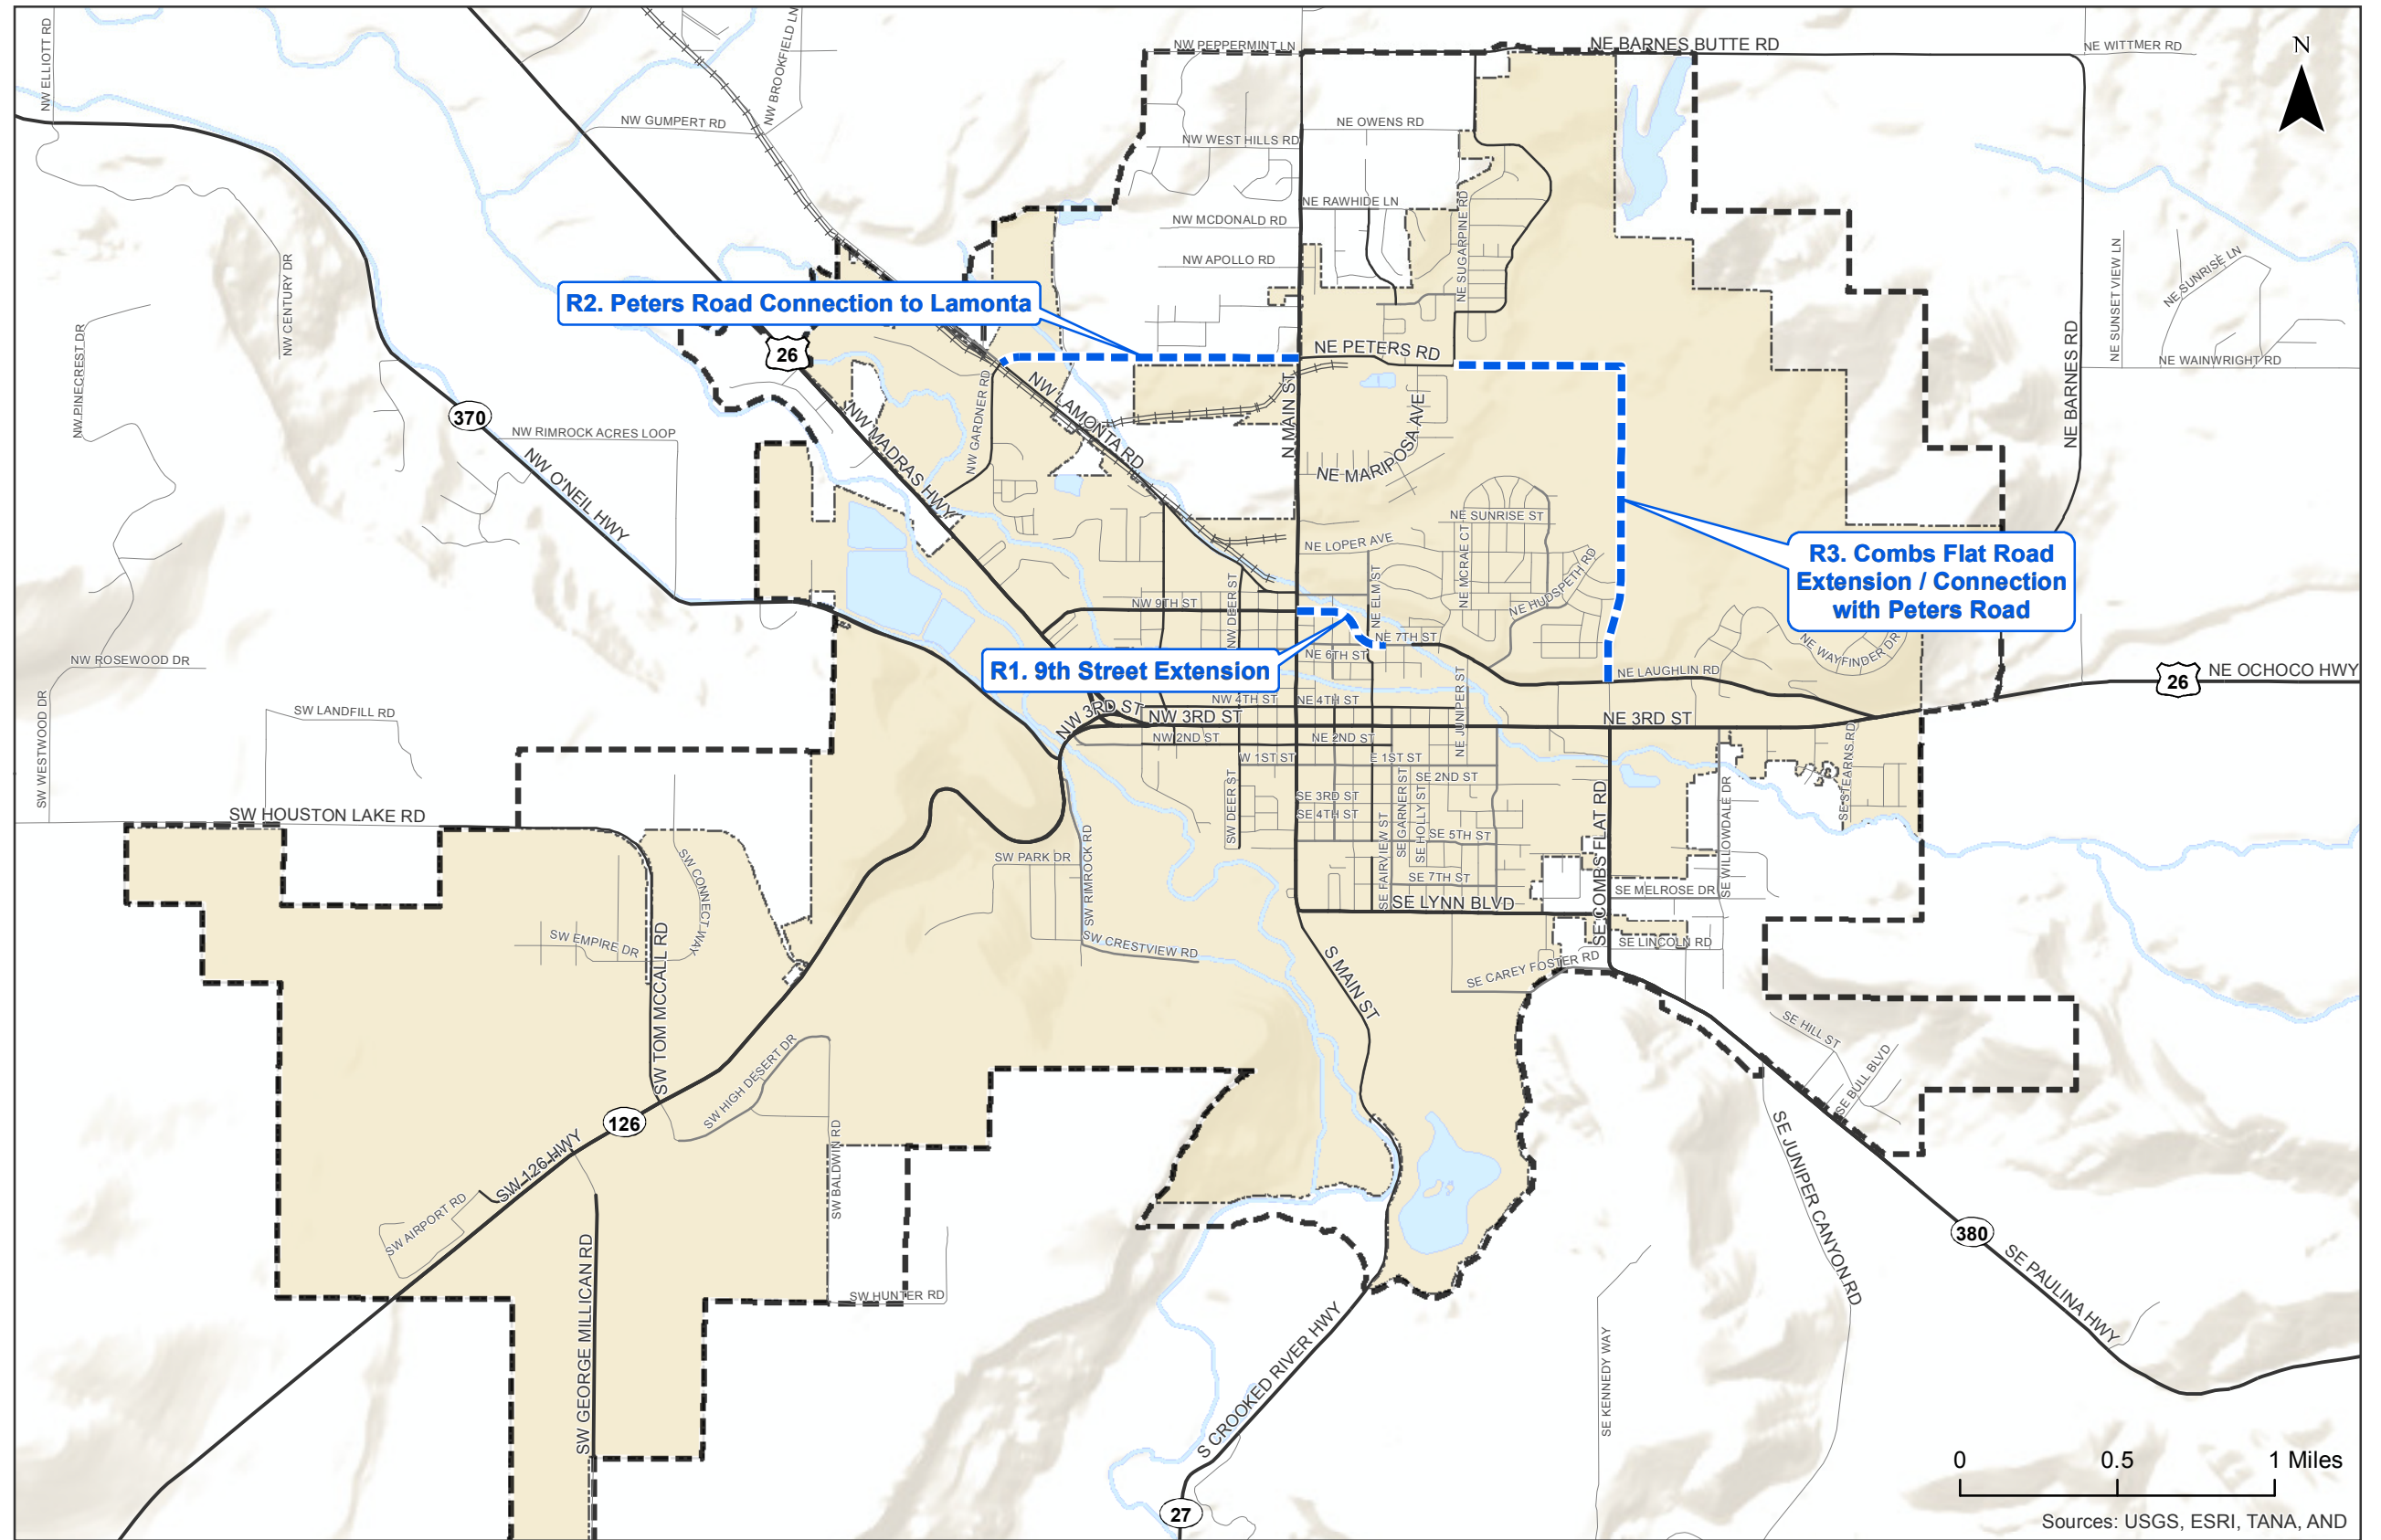 NW PEPPERMINT LN
NE BARNES BUTTE RD
NE WITTMER RD
N
NW ELLIOTT RD
NW BROOKFIELD LN
NW GUMPERT RD
NE OWENS RD
NW WEST HILLS RD
NE RAWHIDE LN
NE SUGARPINE RD
NW MCDONALD RD
NW APOLLO RD
NW CENTURY DR
NW PINECREST DR
NE SUNSET VIEW LN
NE SUNRISE LN
NE BARNES RD
NE WAINWRIGHT RD
R2. Peters Road Connection to Lamonta
26
NE PETERS RD
NW GARDNER RD
NW LAMONTA RD
NW MADRAS HWY
N MAIN ST
NE MARIPOSA AVE
370
NW RIMROCK ACRES LOOP
NW O'NEIL HWY
NE SUNRISE ST
NE LOPER AVE
NE MCRAE CT
NE HUDSPETH RD
R3. Combs Flat Road
Extension / Connection
with Peters Road
NW DEER ST
NW 9TH ST
NE ELM ST
NE 7TH ST
NE 6TH ST
R1. 9th Street Extension
NE WAYFINDER DR
NE LAUGHLIN RD
26
NE OCHOCO HWY
NW ROSEWOOD DR
SW WESTWOOD DR
SW LANDFILL RD
NW 4TH ST
NE 4TH ST
NE JUNIPER ST
NW 3RD ST
NW 3RD ST
NE 3RD ST
NW 2ND ST
NE 2ND ST
W 1ST ST
E 1ST ST
SE 2ND ST
SE STEARNS RD
SW HOUSTON LAKE RD
SW DEER ST
SE 3RD ST
SE 4TH ST
SE GARNER ST
SE HOLLY ST
SE FAIRVIEW ST
SE 5TH ST
SE 7TH ST
SE COMBS FLAT RD
SE WILLOWDALE DR
SE MELROSE DR
SE LYNN BLVD
SE LINCOLN RD
SW PARK DR
SW RIMROCK RD
SW CRESTVIEW RD
SW CONNECT WAY
SW EMPIRE DR
SW TOM MCCALL RD
S MAIN ST
SE CAREY FOSTER RD
SE HILL ST
SE BULL BLVD
SW HIGH DESERT DR
126
SW 126 HWY
SW AIRPORT RD
SW BALDWIN RD
SW GEORGE MILLICAN RD
SW HUNTER RD
SE JUNIPER CANYON RD
380
SE PAULINA HWY
SE KENNEDY WAY
S CROOKED RIVER HWY
27
0 0.5 1 Miles
Sources: USGS, ESRI, TANA, AND